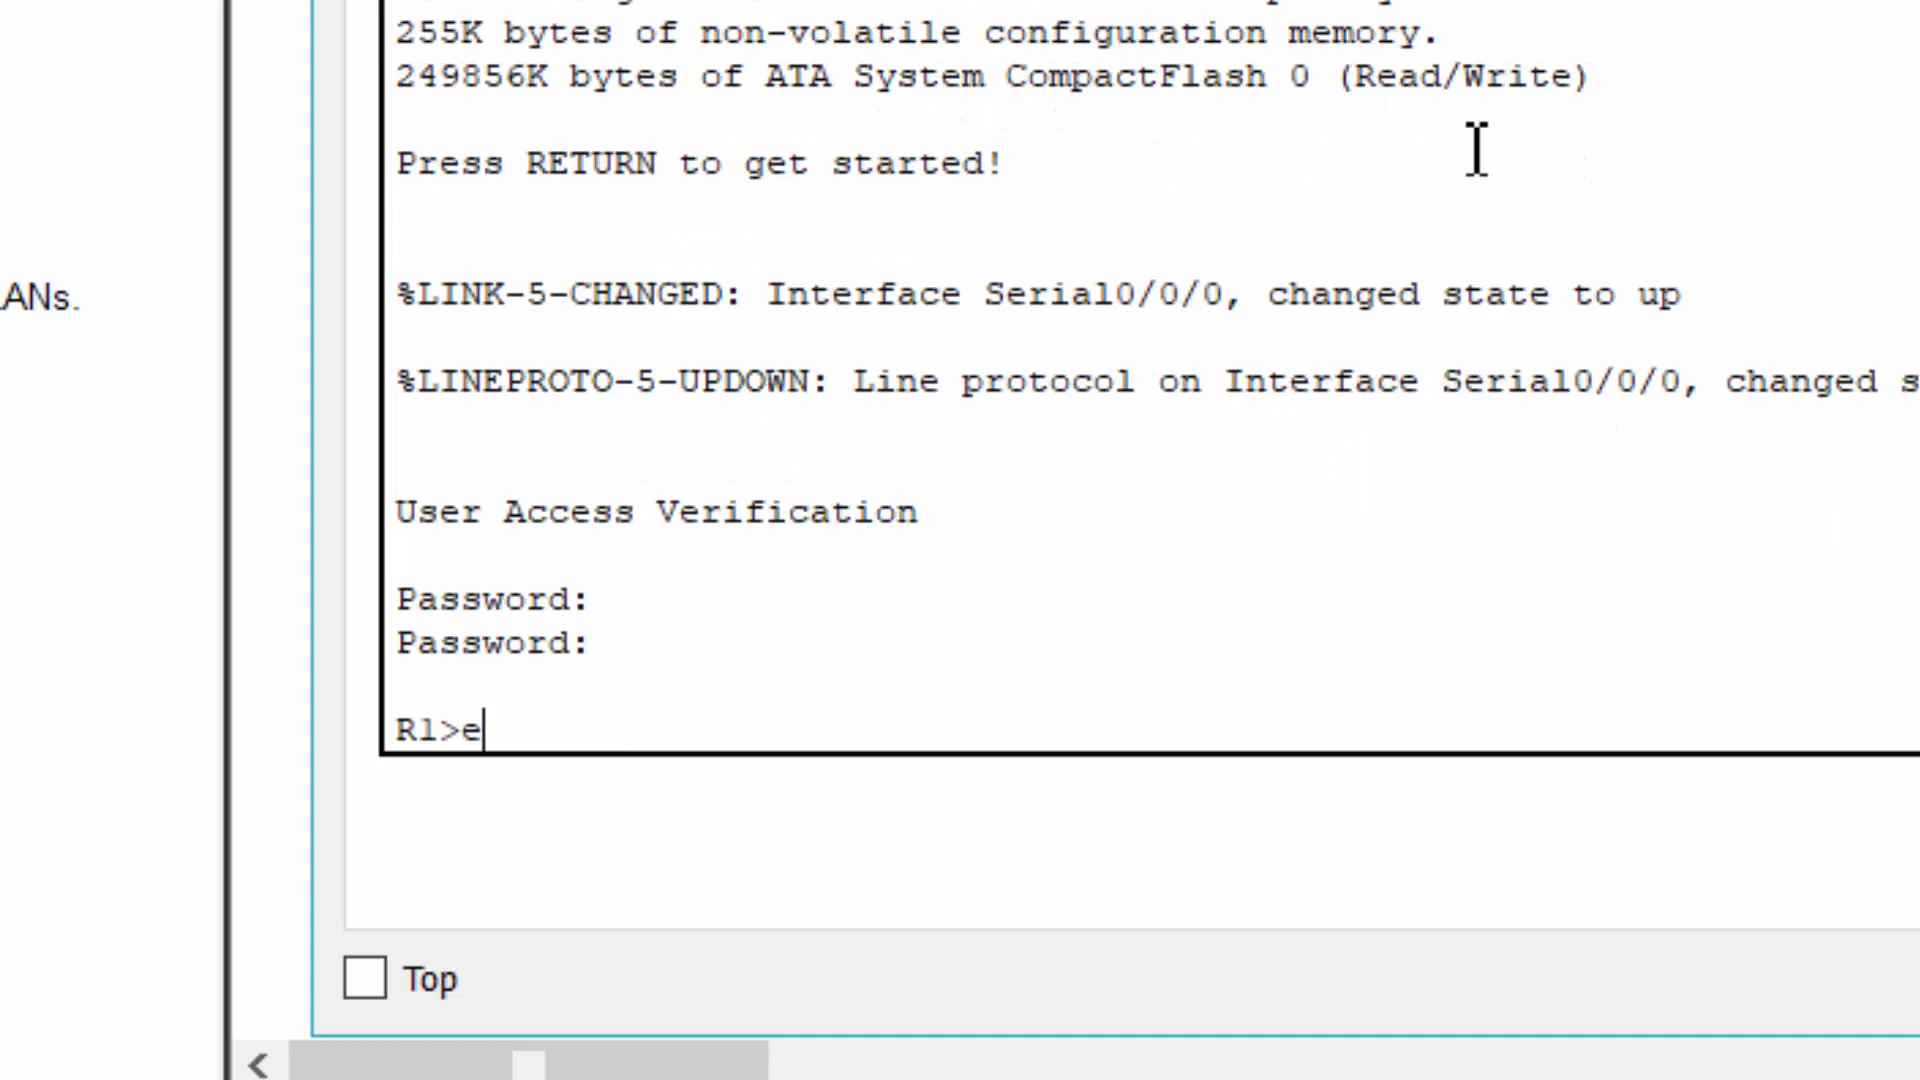 255K bytes of non-volatile configuration memory.
249856K bytes of ATA System CompactFlash 0 (Read/Write)
Press RETURN to get started!
%LINK-5-CHANGED: Interface Serial0/0/0, changed state to up
ANs.
%LINEPROTO-5-UPDOWN: Line protocol on Interface Serial0/0/0, changed s
User Access Verification
Password:
Password:
R1>e
Top